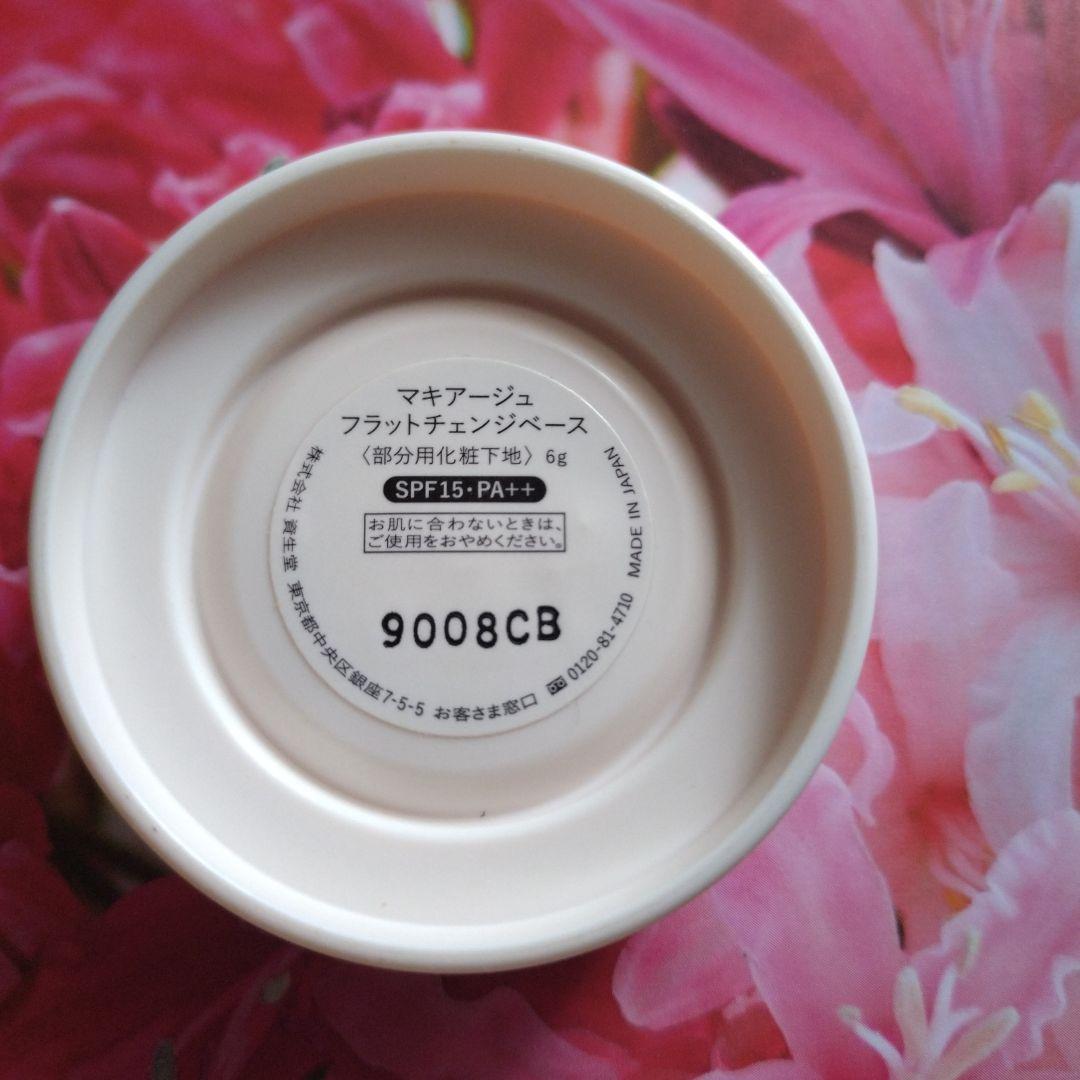 マキアージュ
フラットチェンジベース
〈部分用化粧下地〉6g
SPF15・PA++
お肌に合わないときは、
ご使用をおやめください。
9008CB
株式会社 資生堂 東京都中央区銀座7-5-5 お客さま窓口 0120-81-4710 MADE IN JAPAN